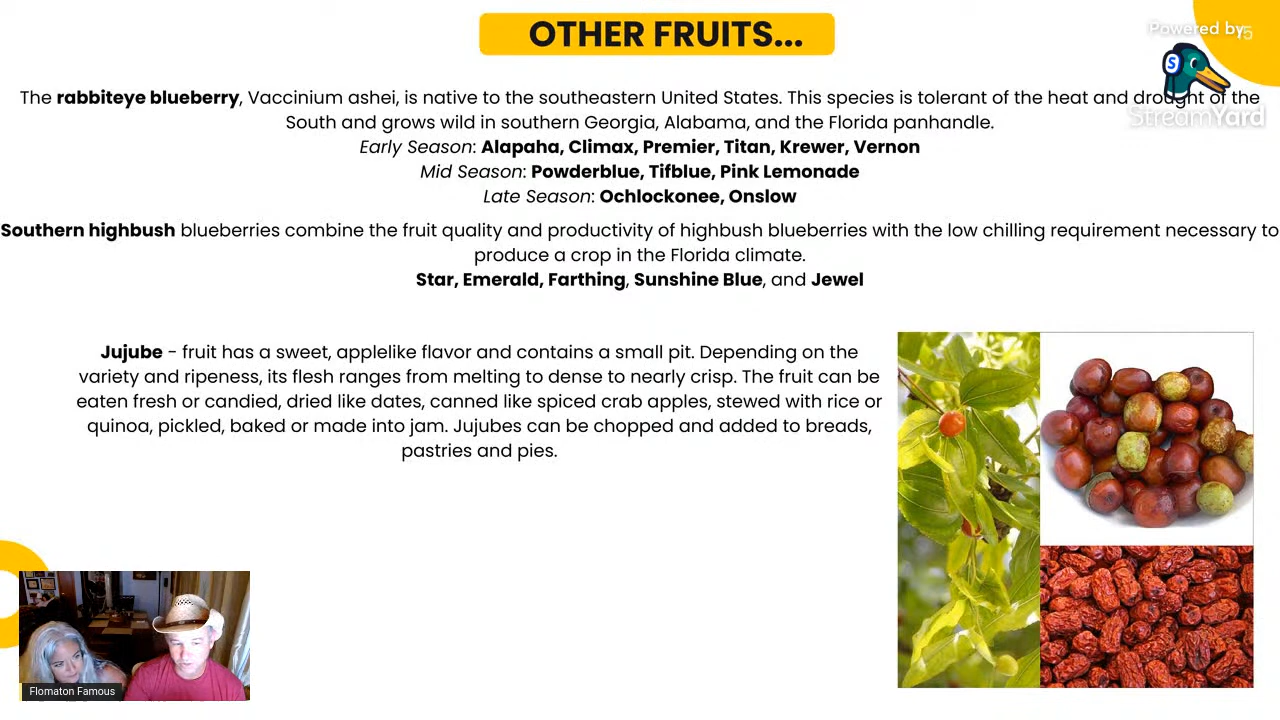 OTHER FRUITS...
Powered by
75
StreamYard
The rabbiteye blueberry, Vaccinium ashei, is native to the southeastern United States. This species is tolerant of the heat and drought of the
South and grows wild in southern Georgia, Alabama, and the Florida panhandle.
Early Season: Alapaha, Climax, Premier, Titan, Krewer, Vernon
Mid Season: Powderblue, Tifblue, Pink Lemonade
Late Season: Ochlockonee, Onslow
Southern highbush blueberries combine the fruit quality and productivity of highbush blueberries with the low chilling requirement necessary to
produce a crop in the Florida climate.
Star, Emerald, Farthing, Sunshine Blue, and Jewel
Jujube - fruit has a sweet, applelike flavor and contains a small pit. Depending on the
variety and ripeness, its flesh ranges from melting to dense to nearly crisp. The fruit can be
eaten fresh or candied, dried like dates, canned like spiced crab apples, stewed with rice or
quinoa, pickled, baked or made into jam. Jujubes can be chopped and added to breads,
pastries and pies.
Flomaton Famous